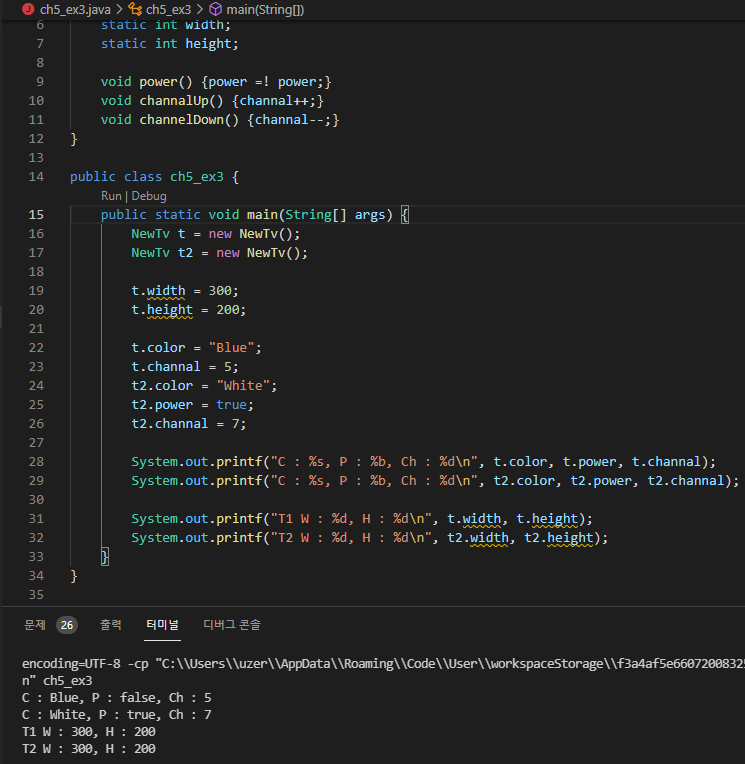 ch5_ex3.java > ch5_ex3 > main(String[])
6 static int width;
7 static int height;
8
9 void power() {power =! power;}
10 void channalUp() {channal++;}
11 void channelDown() {channal--;}
12 }
13
14 public class ch5_ex3 {
Run | Debug
15 public static void main(String[] args) {
16 NewTv t = new NewTv();
17 NewTv t2 = new NewTv();
18
19 t.width = 300;
20 t.height = 200;
21
22 t.color = "Blue";
23 t.channal = 5;
24 t2.color = "White";
25 t2.power = true;
26 t2.channal = 7;
27
28 System.out.printf("C : %s, P : %b, Ch : %d\n", t.color, t.power, t.channal);
29 System.out.printf("C : %s, P : %b, Ch : %d\n", t2.color, t2.power, t2.channal);
30
31 System.out.printf("T1 W : %d, H : %d\n", t.width, t.height);
32 System.out.printf("T2 W : %d, H : %d\n", t2.width, t2.height);
33 }
34 }
35
문제 26 출력 터미널 디버그 콘솔
encoding=UTF-8 -cp "C:\\Users\\uzer\\AppData\\Roaming\\Code\\User\\workspaceStorage\\f3a4af5e66072008325
n" ch5_ex3
C : Blue, P : false, Ch : 5
C : White, P : true, Ch : 7
T1 W : 300, H : 200
T2 W : 300, H : 200